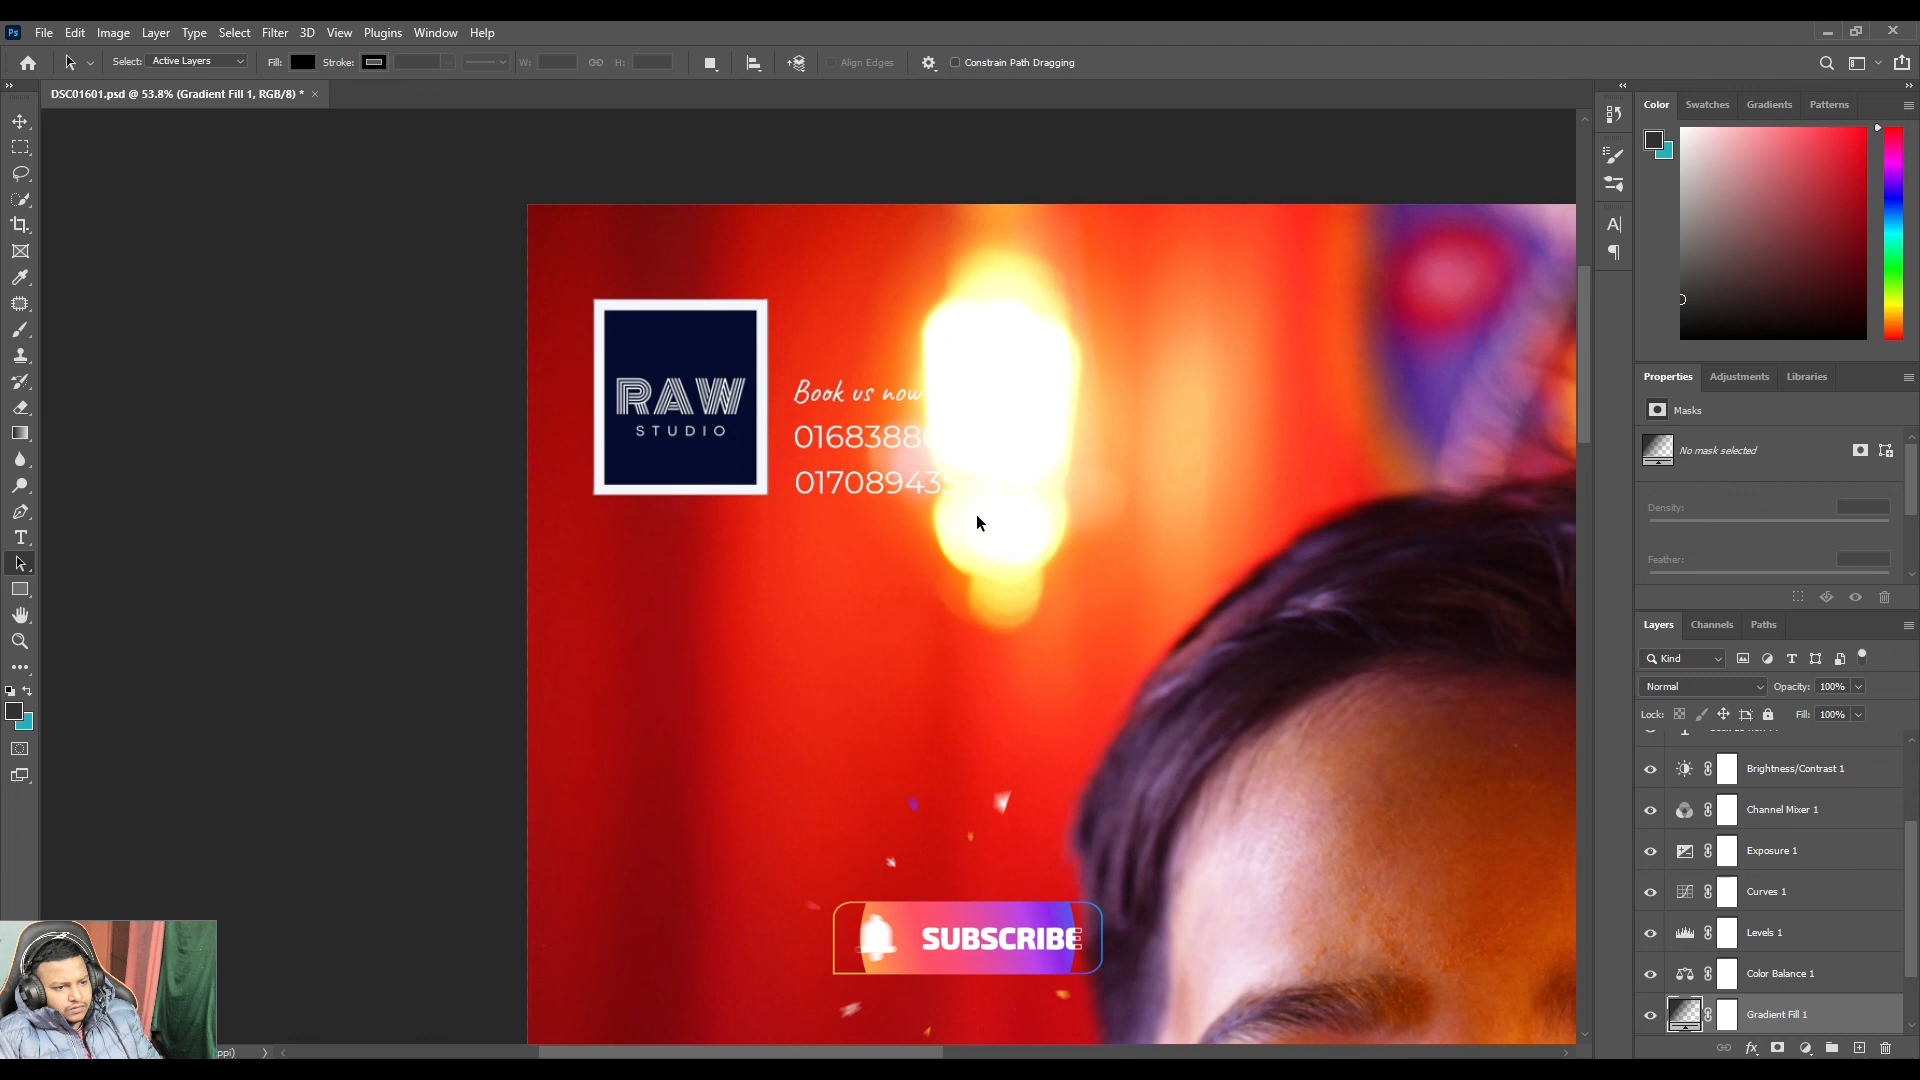 Ps File Edit Image Layer Type Select Filter 3D View Plugins Window Help
Select: Active Layers Fill: Stroke: W: H: Align Edges Constrain Path Dragging
DSC01601.psd @ 53.8% (Gradient Fill 1, RGB/8) * ×
Color Swatches Gradients Patterns
Properties Adjustments Libraries
Masks
No mask selected
Density:
Feather:
Layers Channels Paths
Kind
Normal Opacity: 100%
Lock: Fill: 100%
Brightness/Contrast 1
Channel Mixer 1
Exposure 1
Curves 1
Levels 1
Color Balance 1
Gradient Fill 1
RAW
STUDIO
Book us now
0168388
017089435
SUBSCRIBE
ppi)